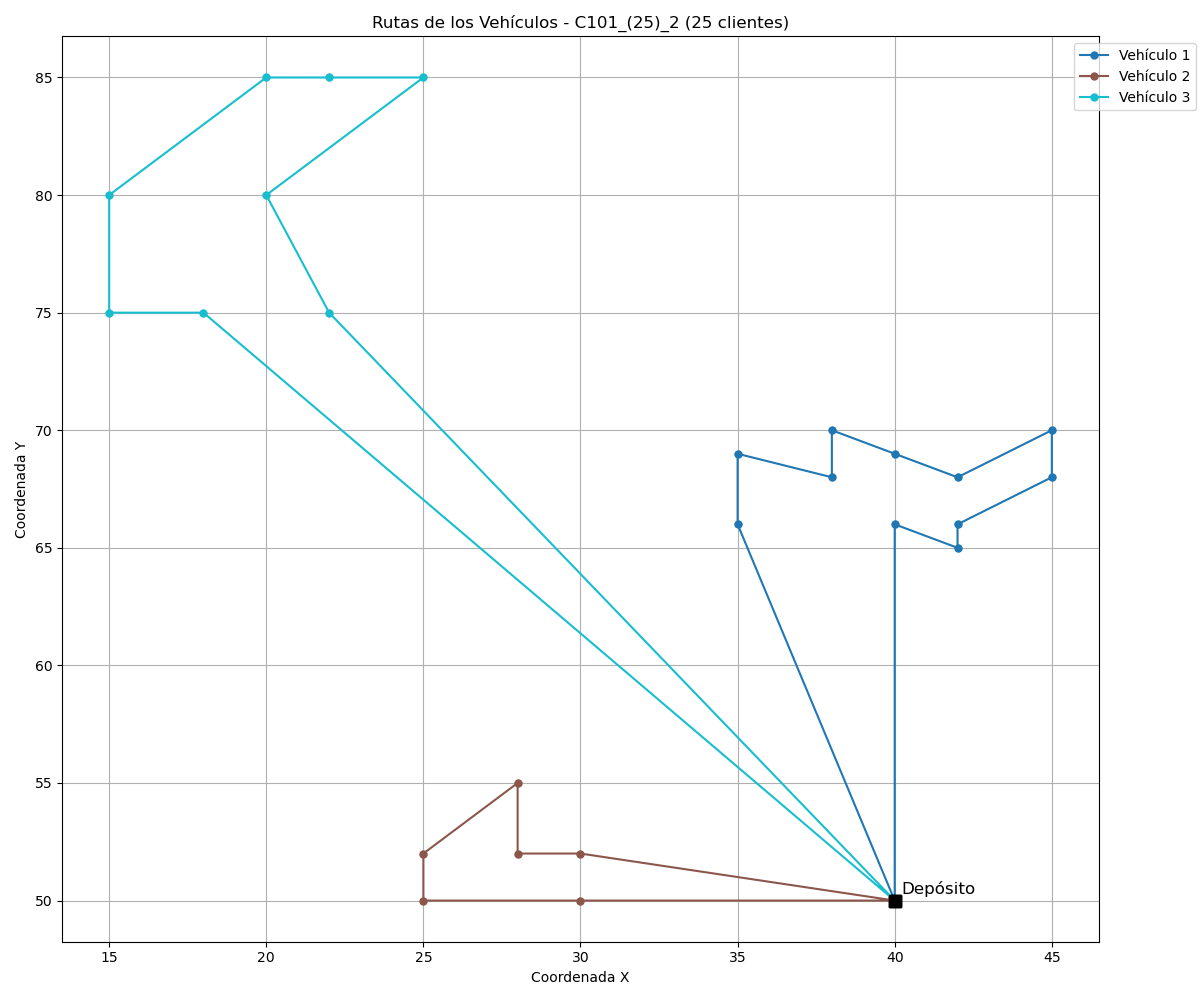 Rutas de los Vehículos - C101_(25)_2 (25 clientes)
Vehículo 1
Vehículo 2
Vehículo 3
85
80
75
70
65
60
55
50
Coordenada Y
Depósito
15
20
25
30
35
40
45
Coordenada X